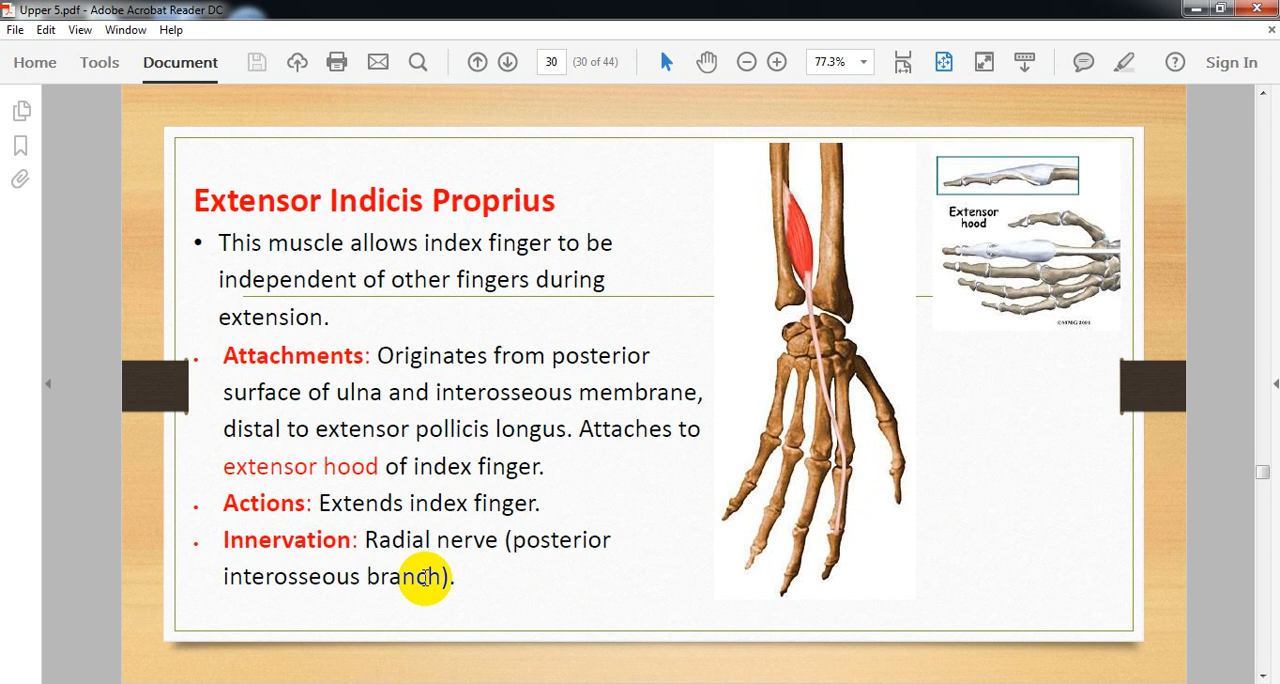 Upper 5.pdf - Adobe Acrobat Reader DC
File Edit View Window Help
Home Tools Document 30 (30 of 44) 77.3% Sign In
Extensor Indicis Proprius
• This muscle allows index finger to be
independent of other fingers during
extension.
• Attachments: Originates from posterior
surface of ulna and interosseous membrane,
distal to extensor pollicis longus. Attaches to
extensor hood of index finger.
• Actions: Extends index finger.
• Innervation: Radial nerve (posterior
interosseous branch).
Extensor
hood